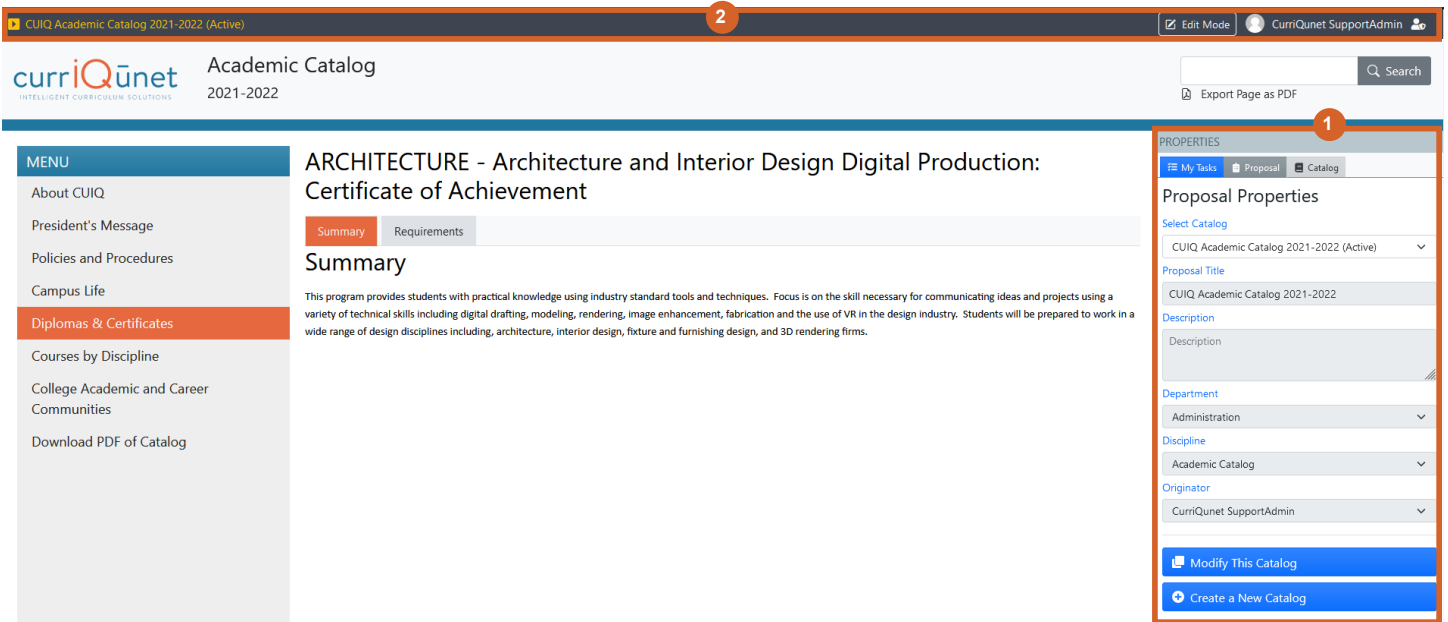 CUIQ Academic Catalog 2021-2022 (Active)
2
Edit Mode
CurriQunet SupportAdmin
curriQūnet
INTELLIGENT CURRICULUM SOLUTIONS
Academic Catalog
2021-2022
Search
Export Page as PDF
MENU
About CUIQ
President's Message
Policies and Procedures
Campus Life
Diplomas & Certificates
Courses by Discipline
College Academic and Career
Communities
Download PDF of Catalog
ARCHITECTURE - Architecture and Interior Design Digital Production:
Certificate of Achievement
Summary
Requirements
Summary
This program provides students with practical knowledge using industry standard tools and techniques. Focus is on the skill necessary for communicating ideas and projects using a
variety of technical skills including digital drafting, modeling, rendering, image enhancement, fabrication and the use of VR in the design industry. Students will be prepared to work in a
wide range of design disciplines including, architecture, interior design, fixture and furnishing design, and 3D rendering firms.
1
PROPERTIES
My Tasks
Proposal
Catalog
Proposal Properties
Select Catalog
CUIQ Academic Catalog 2021-2022 (Active)
Proposal Title
CUIQ Academic Catalog 2021-2022
Description
Description
Department
Administration
Discipline
Academic Catalog
Originator
CurriQunet SupportAdmin
Modify This Catalog
Create a New Catalog